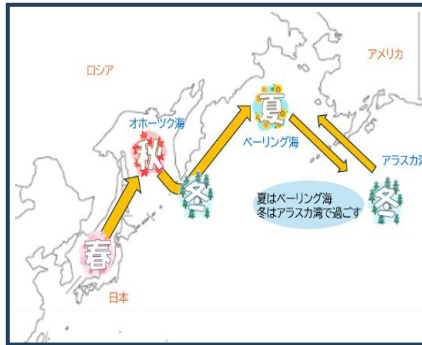 アメリカ
ロシア
オホーツク海
夏
秋
ベーリング海
アラスカ湾
冬
夏はベーリング海
冬はアラスカ湾で過ごす
冬
春
日本